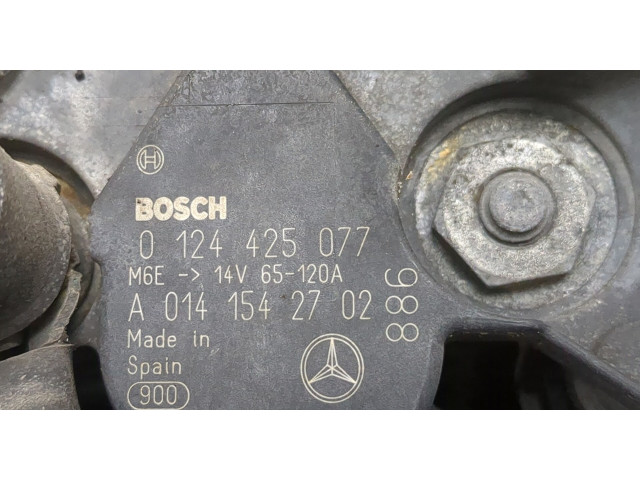 BOSCH
0 124 425 077
M6E -> 14V 65-120A
A 014 154 27 02
Made in
Spain
900
886